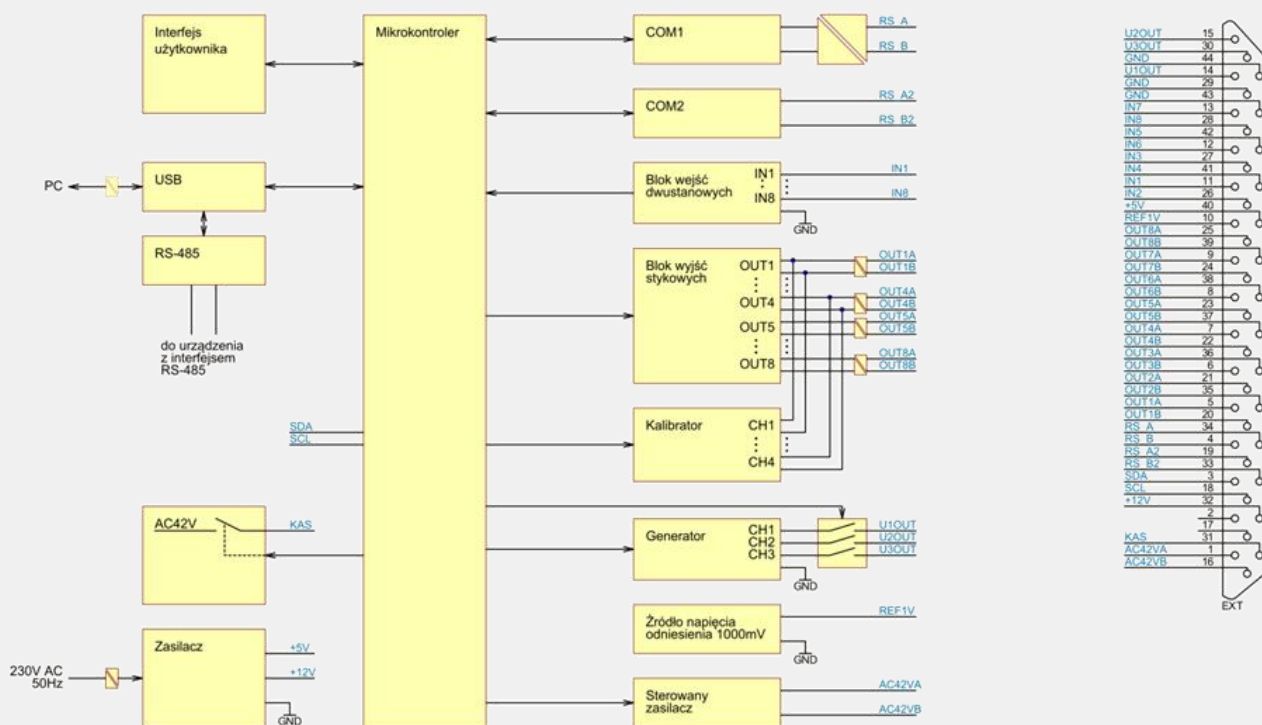 Interfejs
użytkownika
Mikrokontroler
PC
USB
RS-485
do urządzenia
z interfejsem
RS-485
SDA
SCL
AC42V
KAS
Zasilacz
230V AC
50Hz
+5V
+12V
GND
COM1
RS_A
RS_B
COM2
RS_A2
RS_B2
Blok wejść
dwustanowych
IN1
IN8
IN1
IN8
GND
Blok wyjść
stykowych
OUT1
OUT4
OUT5
OUT8
OUT1A
OUT1B
OUT4A
OUT4B
OUT5A
OUT5B
OUT8A
OUT8B
Kalibrator
CH1
CH4
Generator
CH1
CH2
CH3
U1OUT
U2OUT
U3OUT
GND
Źródło napięcia
odniesienia 1000mV
REF1V
GND
Sterowany
zasilacz
AC42VA
AC42VB
U2OUT 15
U3OUT 30
GND 44
U1OUT 14
GND 29
GND 43
IN7 13
IN8 28
IN5 42
IN6 12
IN3 27
IN4 41
IN1 11
IN2 26
+5V 40
REF1V 10
OUT8A 25
OUT8B 39
OUT7A 9
OUT7B 24
OUT6A 38
OUT6B 8
OUT5A 23
OUT5B 37
OUT4A 7
OUT4B 22
OUT3A 36
OUT3B 6
OUT2A 21
OUT2B 35
OUT1A 5
OUT1B 20
RS_A 34
RS_B 4
RS_A2 19
RS_B2 33
SDA 3
SCL 18
+12V 32
2
17
KAS 31
AC42VA 1
AC42VB 16
EXT